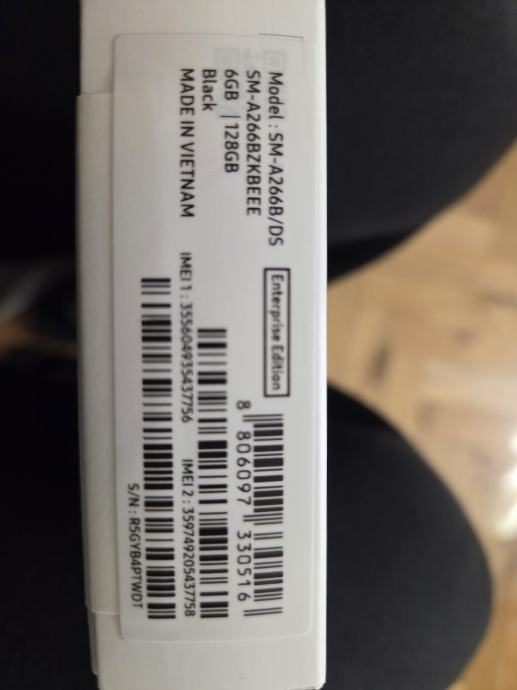 Model : SM-A266B/DS
SM-A266BZKBEEE
6GB | 128GB
Black
MADE IN VIETNAM
Enterprise Edition
8 806097 330516
IMEI 1 : 355604935437756
IMEI 2 : 359749205437758
S/N : R5GYB4PTWDT